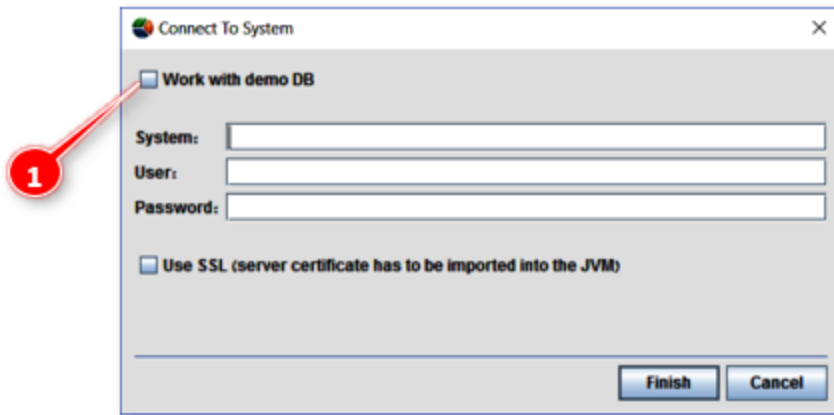 Connect To System
Work with demo DB
1
System:
User:
Password:
Use SSL (server certificate has to be imported into the JVM)
Finish Cancel